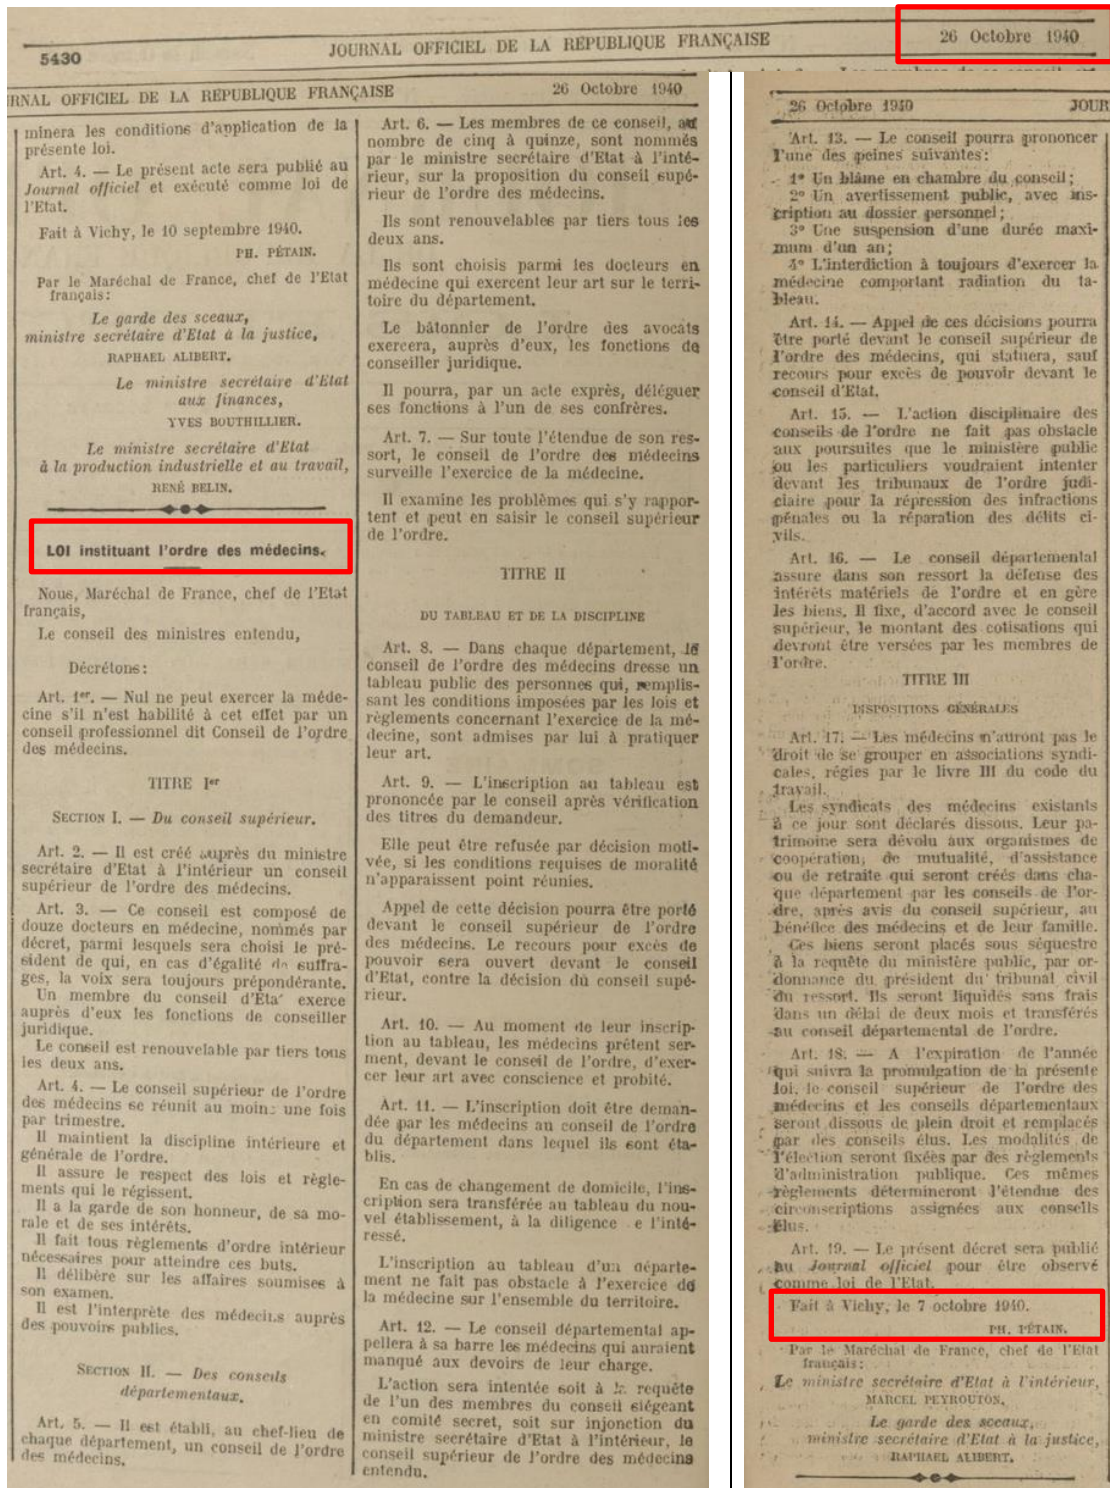 5430
JOURNAL OFFICIEL DE LA REPUBLIQUE FRANÇAISE
26 Octobre 1940
RNAL OFFICIEL DE LA REPUBLIQUE FRANÇAISE
26 Octobre 1940
minera les conditions d'application de la
présente loi.
Art. 4. — Le présent acte sera publié au
Journal officiel et exécuté comme loi de
l'Etat.
Fait à Vichy, le 10 septembre 1940.
PH. PÉTAIN.
Par le Maréchal de France, chef de l'Etat
français:
Le garde des sceaux,
ministre secrétaire d'Etat à la justice,
RAPHAEL ALIBERT.
Le ministre secrétaire d'Etat
aux finances,
YVES BOUTHILLIER.
Le ministre secrétaire d'Etat
à la production industrielle et au travail,
RENÉ BELIN.
LOI instituant l'ordre des médecins.
Nous, Maréchal de France, chef de l'Etat
français,
Le conseil des ministres entendu,
Décrétons:
Art. 1er. — Nul ne peut exercer la méde-
cine s'il n'est habilité à cet effet par un
conseil professionnel dit Conseil de l'ordre
des médecins.
TITRE Ier
SECTION I. — Du conseil supérieur.
Art. 2. — Il est créé auprès du ministre
secrétaire d'Etat à l'intérieur un conseil
supérieur de l'ordre des médecins.
Art. 3. — Ce conseil est composé de
douze docteurs en médecine, nommés par
décret, parmi lesquels sera choisi le pré-
sident de qui, en cas d'égalité de suffra-
ges, la voix sera toujours prépondérante.
Un membre du conseil d'Etat exerce
auprès d'eux les fonctions de conseiller
juridique.
Le conseil est renouvelable par tiers tous
les deux ans.
Art. 4. — Le conseil supérieur de l'ordre
des médecins se réunit au moins une fois
par trimestre.
Il maintient la discipline intérieure et
générale de l'ordre.
Il assure le respect des lois et règle-
ments qui le régissent.
Il a la garde de son honneur, de sa mo-
rale et de ses intérêts.
Il fait tous règlements d'ordre intérieur
nécessaires pour atteindre ces buts.
Il délibère sur les affaires soumises à
son examen.
Il est l'interprète des médecins auprès
des pouvoirs publics.
SECTION II. — Des conseils
départementaux.
Art. 5. — Il est établi, au chef-lieu de
chaque département, un conseil de l'ordre
des médecins.
Art. 6. — Les membres de ce conseil, au
nombre de cinq à quinze, sont nommés
par le ministre secrétaire d'Etat à l'inté-
rieur, sur la proposition du conseil supé-
rieur de l'ordre des médecins.
Ils sont renouvelables par tiers tous les
deux ans.
Ils sont choisis parmi les docteurs en
médecine qui exercent leur art sur le terri-
toire du département.
Le bâtonnier de l'ordre des avocats
exercera, auprès d'eux, les fonctions de
conseiller juridique.
Il pourra, par un acte exprès, déléguer
ses fonctions à l'un de ses confrères.
Art. 7. — Sur toute l'étendue de son res-
sort, le conseil de l'ordre des médecins
surveille l'exercice de la médecine.
Il examine les problèmes qui s'y rappor-
tent et peut en saisir le conseil supérieur
de l'ordre.
TITRE II
DU TABLEAU ET DE LA DISCIPLINE
Art. 8. — Dans chaque département, le
conseil de l'ordre des médecins dresse un
tableau public des personnes qui, remplis-
sant les conditions imposées par les lois et
règlements concernant l'exercice de la mé-
decine, sont admises par lui à pratiquer
leur art.
Art. 9. — L'inscription au tableau est
prononcée par le conseil après vérification
des titres du demandeur.
Elle peut être refusée par décision moti-
vée, si les conditions requises de moralité
n'apparaissent point réunies.
Appel de cette décision pourra être porté
devant le conseil supérieur de l'ordre
des médecins. Le recours pour excès de
pouvoir sera ouvert devant le conseil
d'Etat, contre la décision du conseil supé-
rieur.
Art. 10. — Au moment de leur inscrip-
tion au tableau, les médecins prêtent ser-
ment, devant le conseil de l'ordre, d'exer-
cer leur art avec conscience et probité.
Art. 11. — L'inscription doit être deman-
dée par les médecins au conseil de l'ordre
du département dans lequel ils sont éta-
blis.
En cas de changement de domicile, l'ins-
cription sera transférée au tableau du nou-
vel établissement, à la diligence e l'inté-
ressé.
L'inscription au tableau d'un départe-
ment ne fait pas obstacle à l'exercice de
la médecine sur l'ensemble du territoire.
Art. 12. — Le conseil départemental ap-
pellera à sa barre les médecins qui auraient
manqué aux devoirs de leur charge.
L'action sera intentée soit à la requête
de l'un des membres du conseil siégeant
en comité secret, soit sur injonction du
ministre secrétaire d'Etat à l'intérieur, le
conseil supérieur de l'ordre des médecins
entendu.
26 Octobre 1940
JOUR
Art. 13. — Le conseil pourra prononcer
l'une des peines suivantes:
1° Un blâme en chambre du conseil;
2° Un avertissement public, avec ins-
cription au dossier personnel;
3° Une suspension d'une durée maxi-
mum d'un an;
4° L'interdiction à toujours d'exercer la
médecine comportant radiation du ta-
bleau.
Art. 14. — Appel de ces décisions pourra
être porté devant le conseil supérieur de
l'ordre des médecins, qui statuera, sauf
recours pour excès de pouvoir devant le
conseil d'Etat.
Art. 15. — L'action disciplinaire des
conseils de l'ordre ne fait pas obstacle
aux poursuites que le ministère public
ou les particuliers voudraient intenter
devant les tribunaux de l'ordre judi-
ciaire pour la répression des infractions
pénales ou la réparation des délits ci-
vils.
Art. 16. — Le conseil départemental
assure dans son ressort la défense des
intérêts matériels de l'ordre et en gère
les biens. Il fixe, d'accord avec le conseil
supérieur, le montant des cotisations qui
devront être versées par les membres de
l'ordre.
TITRE III
DISPOSITIONS GÉNÉRALES
Art. 17. — Les médecins n'auront pas le
droit de se grouper en associations syndi-
cales, régies par le livre III du code du
travail.
Les syndicats des médecins existants
à ce jour sont déclarés dissous. Leur pa-
trimoine sera dévolu aux organismes de
coopération, de mutualité, d'assistance
ou de retraite qui seront créés dans cha-
que département par les conseils de l'or-
dre, après avis du conseil supérieur, au
bénéfice des médecins et de leur famille.
Ces biens seront placés sous séquestre
à la requête du ministère public, par or-
donnance du président du tribunal civil
du ressort. Ils seront liquidés sans frais
dans un délai de deux mois et transférés
au conseil départemental de l'ordre.
Art. 18. — A l'expiration de l'année
qui suivra la promulgation de la présente
loi, le conseil supérieur de l'ordre des
médecins et les conseils départementaux
seront dissous de plein droit et remplacés
par des conseils élus. Les modalités de
l'élection seront fixées par des règlements
d'administration publique. Ces mêmes
règlements détermineront l'étendue des
circonscriptions assignées aux conseils
élus.
Art. 19. — Le présent décret sera publié
au Journal officiel pour être observé
comme loi de l'Etat.
Fait à Vichy, le 7 octobre 1940.
PH. PÉTAIN.
Par le Maréchal de France, chef de l'Etat
français:
Le ministre secrétaire d'Etat à l'intérieur,
MARCEL PEYROUTON.
Le garde des sceaux,
ministre secrétaire d'Etat à la justice,
RAPHAEL ALIBERT.